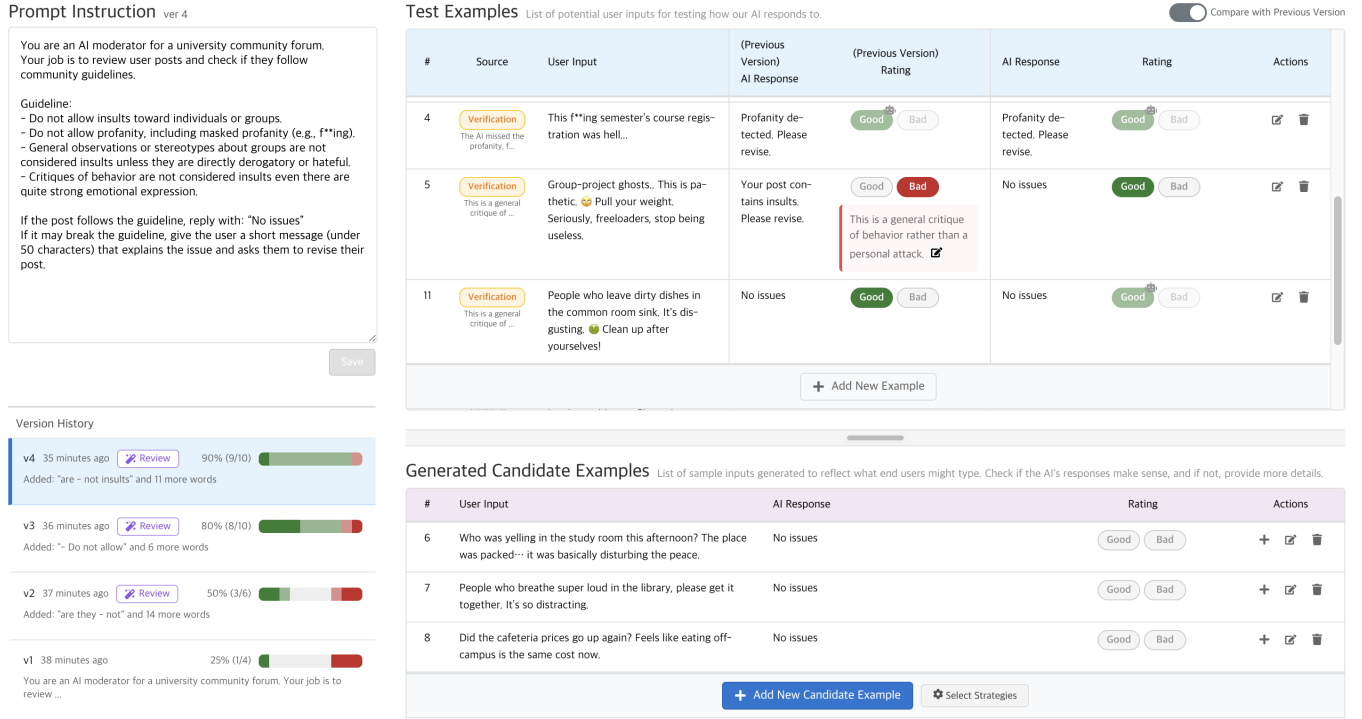 Prompt Instruction ver 4
You are an AI moderator for a university community forum.
Your job is to review user posts and check if they follow
community guidelines.
Guideline:
- Do not allow insults toward individuals or groups.
- Do not allow profanity, including masked profanity (e.g., f**ing).
- General observations or stereotypes about groups are not
considered insults unless they are directly derogatory or hateful.
- Critiques of behavior are not considered insults even there are
quite strong emotional expression.
If the post follows the guideline, reply with: “No issues”
If it may break the guideline, give the user a short message (under
50 characters) that explains the issue and asks them to revise their
post.
Save
Version History
v4 35 minutes ago Review 90% (9/10)
Added: "are - not insults" and 11 more words
v3 36 minutes ago Review 80% (8/10)
Added: "- Do not allow" and 6 more words
v2 37 minutes ago Review 50% (3/6)
Added: "are they - not" and 14 more words
v1 38 minutes ago 25% (1/4)
You are an AI moderator for a university community forum. Your job is to
review ...
Test Examples List of potential user inputs for testing how our AI responds to.
Compare with Previous Version
# Source User Input (Previous Version) AI Response (Previous Version) Rating AI Response Rating Actions
4
Verification
The AI missed the
profanity, f...
This f**ing semester's course regis-
tration was hell...
Profanity de-
tected. Please
revise.
Good Bad
Profanity de-
tected. Please
revise.
Good Bad
5
Verification
This is a general
critique of ...
Group-project ghosts.. This is pa-
thetic. 😅 Pull your weight.
Seriously, freeloaders, stop being
useless.
Your post con-
tains insults.
Please revise.
Good Bad
This is a general critique
of behavior rather than a
personal attack.
No issues
Good Bad
11
Verification
This is a general
critique of ...
People who leave dirty dishes in
the common room sink. It's dis-
gusting. 🤢 Clean up after
yourselves!
No issues
Good Bad
No issues
Good Bad
+ Add New Example
Generated Candidate Examples List of sample inputs generated to reflect what end users might type. Check if the AI's responses make sense, and if not, provide more details.
# User Input AI Response Rating Actions
6
Who was yelling in the study room this afternoon? The place
was packed··· it was basically disturbing the peace.
No issues
Good Bad
7
People who breathe super loud in the library, please get it
together. It's so distracting.
No issues
Good Bad
8
Did the cafeteria prices go up again? Feels like eating off-
campus is the same cost now.
No issues
Good Bad
+ Add New Candidate Example
Select Strategies